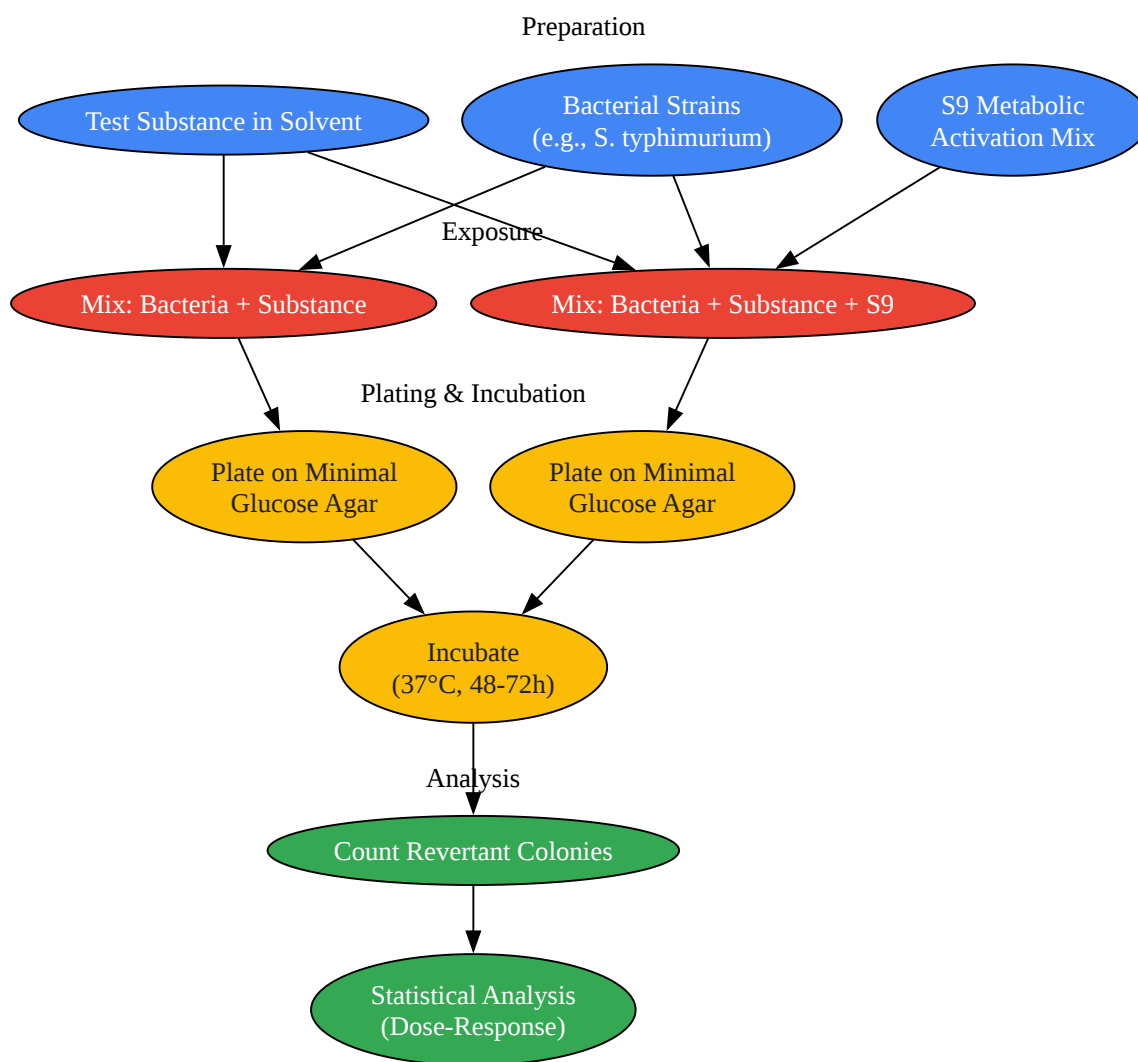 Preparation
Test Substance in Solvent
Bacterial Strains
(e.g., S. typhimurium)
S9 Metabolic
Activation Mix
Exposure
Mix: Bacteria + Substance
Mix: Bacteria + Substance + S9
Plating & Incubation
Plate on Minimal
Glucose Agar
Plate on Minimal
Glucose Agar
Incubate
(37°C, 48-72h)
Analysis
Count Revertant Colonies
Statistical Analysis
(Dose-Response)